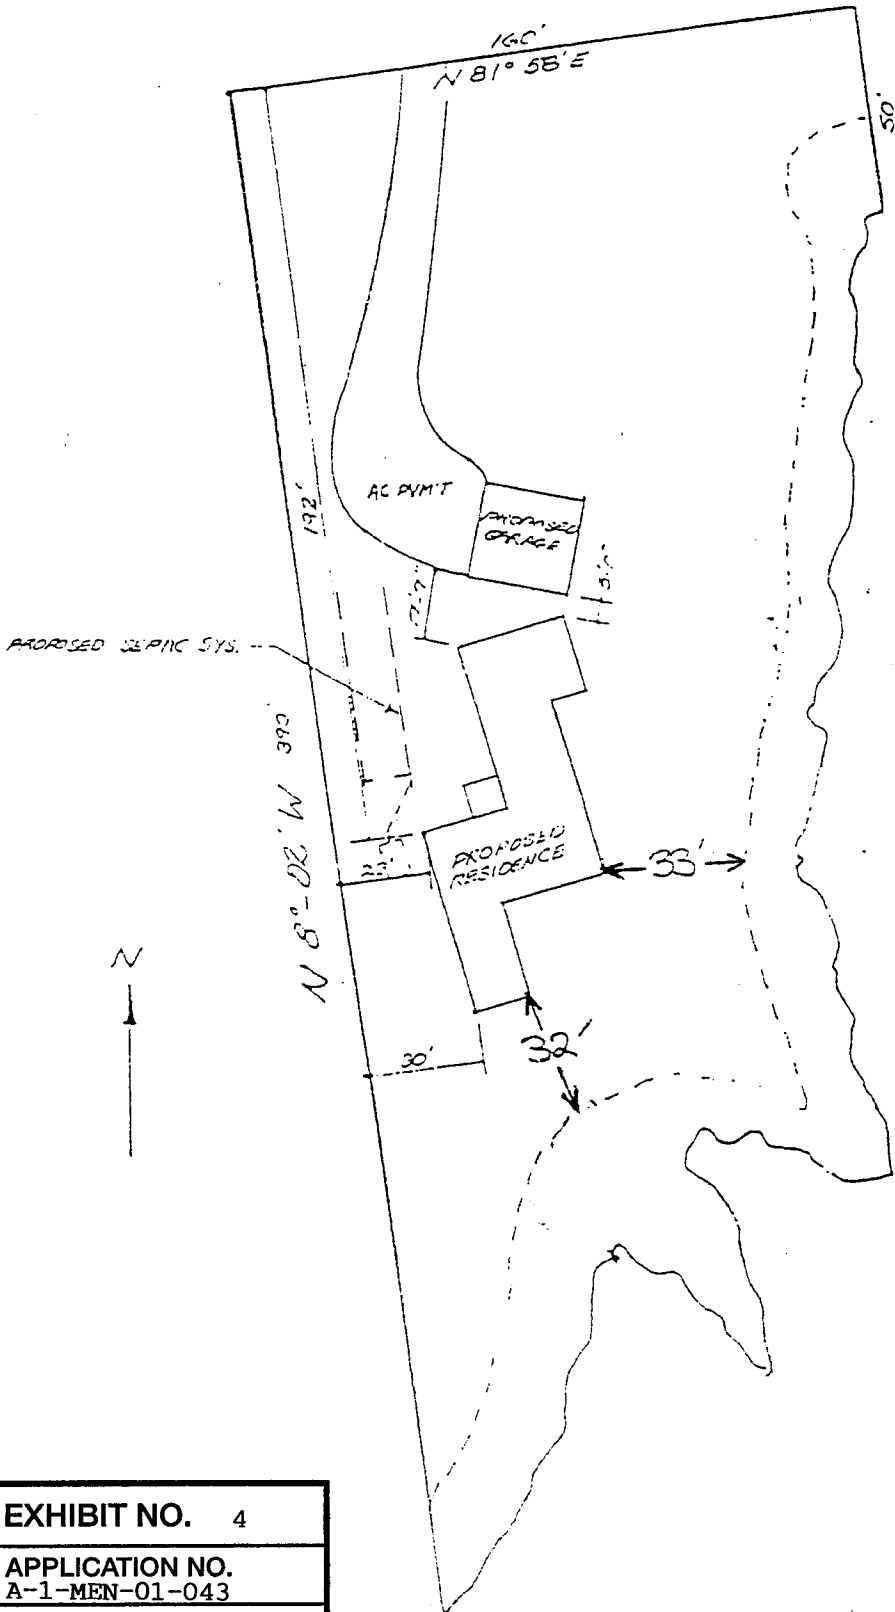 160'
N 81° 58' E
50'
AC PVM'T
PROPOSED
GARAGE
192'
PROPOSED SEPTIC SYS.
N 8°-02' W 390'
PROPOSED
RESIDENCE
33'
23'
N
30'
32'
EXHIBIT NO. 4
APPLICATION NO.
A-1-MEN-01-043